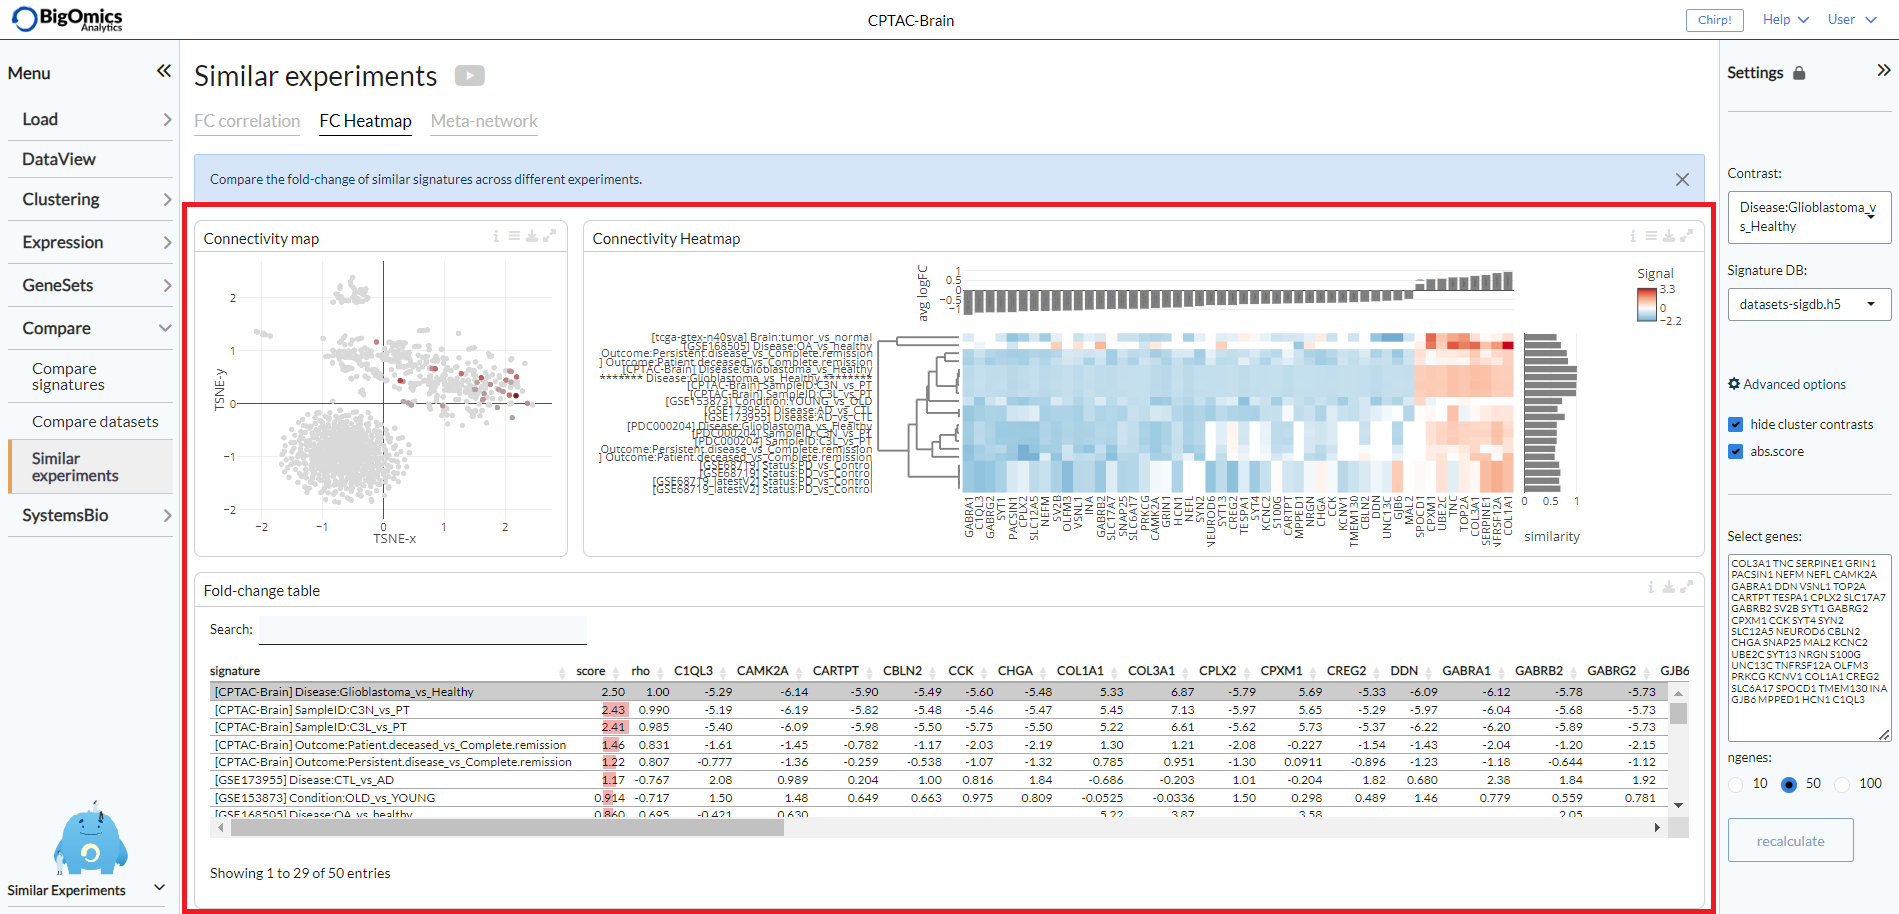 BigOmics
Analytics
CPTAC-Brain
Chirp!
Help
User
Menu
Load
DataView
Clustering
Expression
GeneSets
Compare
Compare
signatures
Compare datasets
Similar
experiments
SystemsBio
Similar Experiments
Similar experiments
FC correlation
FC Heatmap
Meta-network
Compare the fold-change of similar signatures across different experiments.
Connectivity map
TSNE-y
2
1
0
−1
−2
−2
−1
0
1
2
TSNE-x
Connectivity Heatmap
avg logFC
1
0.5
0
−0.5
−1
Signal
3.3
0
−2.2
[tcga-gtex-n40sva] Brain:tumor_vs_normal
[GSE168505] Disease:OA_vs_healthy
Outcome:Persistent.disease_vs_Complete.remission
] Outcome:Patient.deceased_vs_Complete.remission
[CPTAC-Brain] Disease:Glioblastoma_vs_Healthy
******* Disease:Glioblastoma_vs_Healthy ********
[CPTAC-Brain] SampleID:C3N_vs_PT
[CPTAC-Brain] SampleID:C3L_vs_PT
[GSE153873] Condition:YOUNG_vs_OLD
[GSE173955] Disease:AD_vs_CTL
[GSE173955] Disease:AD_vs_CTL
[PDC000204] Disease:Glioblastoma_vs_Healthy
[PDC000204] SampleID:C3N_vs_PT
[PDC000204] SampleID:C3L_vs_PT
Outcome:Persistent.disease_vs_Complete.remission
] Outcome:Patient.deceased_vs_Complete.remission
[GSE68719] Status:PD_vs_Control
[GSE68719] Status:PD_vs_Control
[GSE68719_latestV2] Status:PD_vs_Control
[GSE68719_latestV2] Status:PD_vs_Control
GABRA1
C1QL3
GABRG2
SYT1
PACSIN1
CPLX2
SLC12A5
NEFM
SV2B
OLFM3
VSNL1
INA
GABRB2
SLC17A7
SNAP25
SLC6A17
PRKCG
CAMK2A
GRIN1
HCN1
NEFL
SYN2
NEUROD6
SYT13
CREG2
TESPA1
SYT4
KCNC2
S100G
CARTPT
MPPED1
NRGN
CHGA
CCK
KCNV1
TMEM130
CBLN2
DDN
UNC13C
GJB6
MAL2
SPOCD1
CPXM1
UBE2C
TNC
TOP2A
COL3A1
SERPINE1
NFRSF12A
COL1A1
0
0.5
1
similarity
Fold-change table
Search:
signature score rho C1QL3 CAMK2A CARTPT CBLN2 CCK CHGA COL1A1 COL3A1 CPLX2 CPXM1 CREG2 DDN GABRA1 GABRB2 GABRG2 GJB6
[CPTAC-Brain] Disease:Glioblastoma_vs_Healthy 2.50 1.00 -5.29 -6.14 -5.90 -5.49 -5.60 -5.48 5.33 6.87 -5.79 5.69 -5.33 -6.09 -6.12 -5.78 -5.73
[CPTAC-Brain] SampleID:C3N_vs_PT 2.43 0.990 -5.19 -6.19 -5.82 -5.48 -5.46 -5.47 5.45 7.13 -5.97 5.65 -5.29 -5.97 -6.04 -5.68 -5.73
[CPTAC-Brain] SampleID:C3L_vs_PT 2.41 0.985 -5.40 -6.09 -5.98 -5.50 -5.75 -5.50 5.22 6.61 -5.62 5.73 -5.37 -6.22 -6.20 -5.89 -5.73
[CPTAC-Brain] Outcome:Patient.deceased_vs_Complete.remission 1.46 0.831 -1.61 -1.45 -0.782 -1.17 -2.03 -2.19 1.30 1.21 -2.08 -0.227 -1.54 -1.43 -2.04 -1.20 -2.15
[CPTAC-Brain] Outcome:Persistent.disease_vs_Complete.remission 1.22 0.807 -0.777 -1.36 -0.259 -0.538 -1.07 -1.32 0.785 0.951 -1.30 0.0911 -0.896 -1.23 -1.18 -0.644 -1.12
[GSE173955] Disease:CTL_vs_AD 1.17 -0.767 2.08 0.989 0.204 1.00 0.816 1.84 -0.686 -0.203 1.01 -0.204 1.82 0.680 2.38 1.84 1.92
[GSE153873] Condition:OLD_vs_YOUNG 0.914 -0.717 1.50 1.48 0.649 0.663 0.975 0.809 -0.0525 -0.0336 1.50 0.298 0.489 1.46 0.779 0.559 0.781
[GSE168505] Disease:OA_vs_healthy 0.860 0.695 -0.421 0.630 5.22 3.87 3.58 2.05
Showing 1 to 29 of 50 entries
Settings
Contrast:
Disease:Glioblastoma_v
s_Healthy
Signature DB:
datasets-sigdb.h5
Advanced options
hide cluster contrasts
abs.score
Select genes:
COL3A1 TNC SERPINE1 GRIN1
PACSIN1 NEFM NEFL CAMK2A
GABRA1 DDN VSNL1 TOP2A
CARTPT TESPA1 CPLX2 SLC17A7
GABRB2 SV2B SYT1 GABRG2
CPXM1 CCK SYT4 SYN2
SLC12A5 NEUROD6 CBLN2
CHGA SNAP25 MAL2 KCNC2
UBE2C SYT13 NRGN S100G
UNC13C TNFRSF12A OLFM3
PRKCG KCNV1 COL1A1 CREG2
SLC6A17 SPOCD1 TMEM130 INA
GJB6 MPPED1 HCN1 C1QL3
ngenes:
10
50
100
recalculate